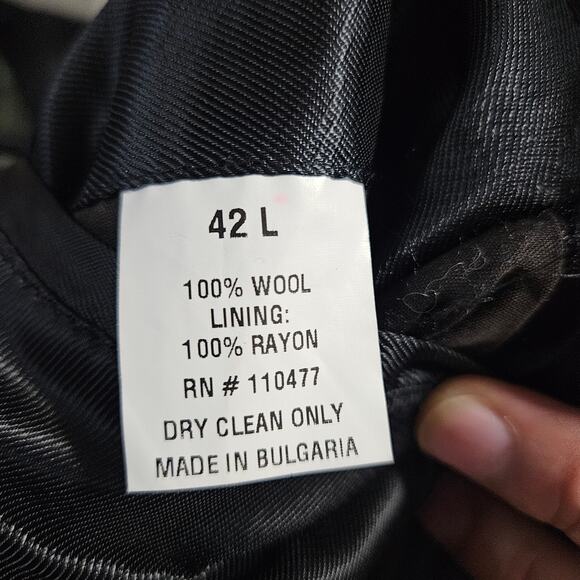 42 L
100% WOOL
LINING:
100% RAYON
RN # 110477
DRY CLEAN ONLY
MADE IN BULGARIA